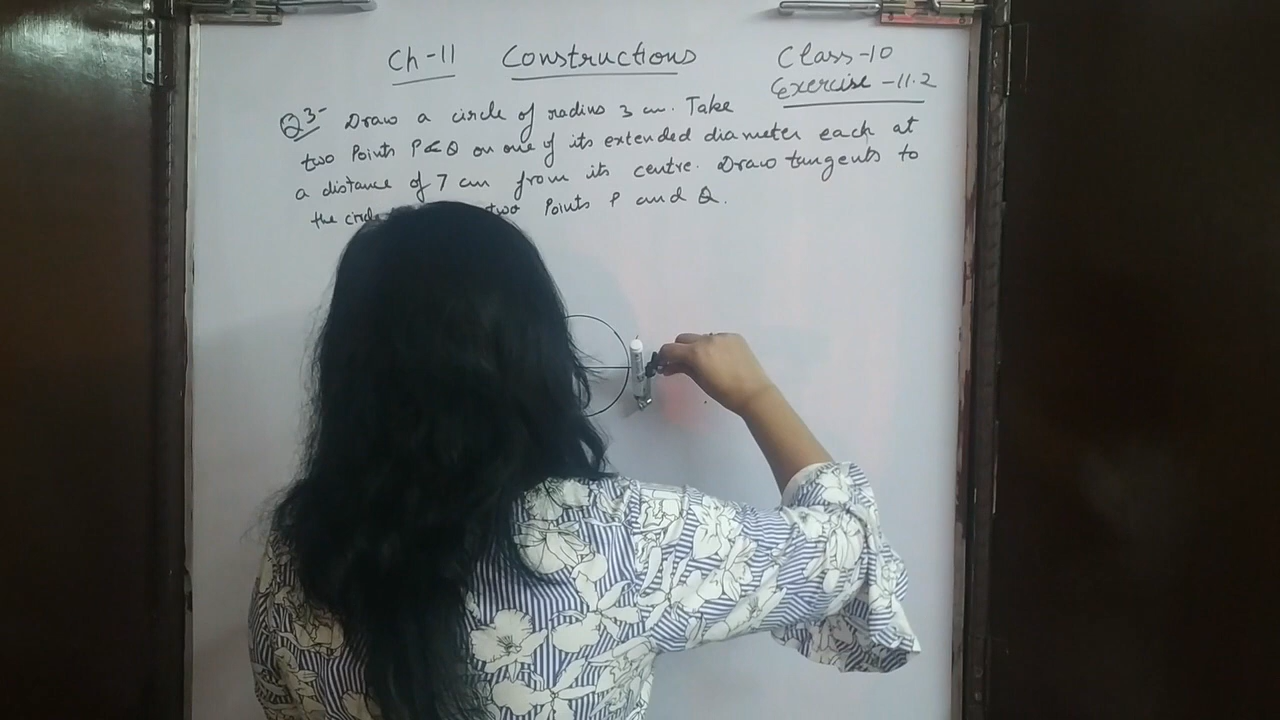 Ch-11 Constructions Class-10
Exercise-11.2
Q3- Draw a circle of radius 3 cm. Take
two Points P & Q on one of its extended diameter each at
a distance of 7 cm from its centre. Draw tangents to
the circle two Points P and Q.